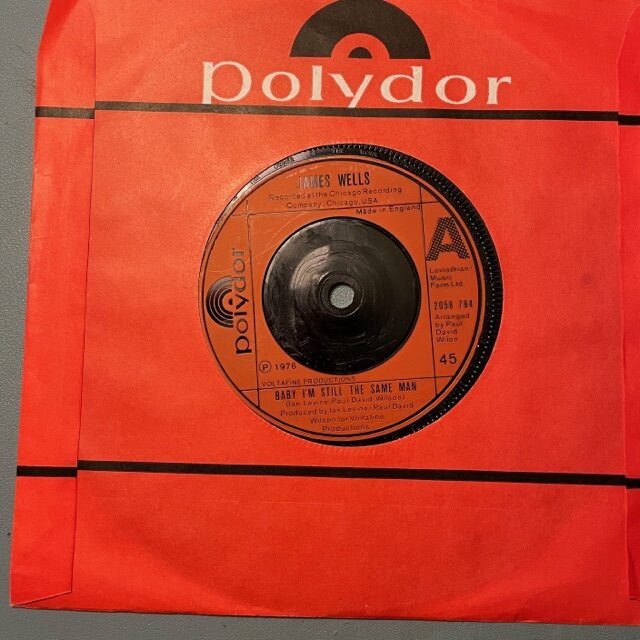 polydor
JAMES WELLS
Recorded at the Chicago Recording
Company, Chicago, USA
Made in England
A
Leviathan/
Music
Farm Ltd.
2058 784
Arranged
by Paul
David
Wilson
45
polydor
P 1976
VOLTAFINE PRODUCTIONS
BABY I'M STILL THE SAME MAN
(Ian Levine/Paul David, Wilson)
Produced by Ian Levine/Paul David
Wilson for Voltafine
Productions